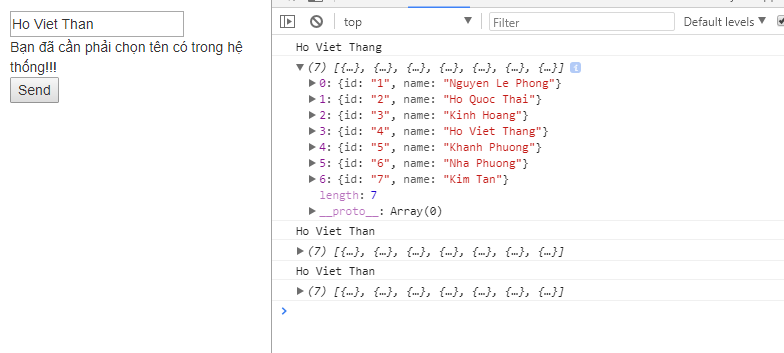 Ho Viet Than
Bạn đã cần phải chọn tên có trong hệ
thống!!!
Send
top
Filter
Default levels
Ho Viet Thang
(7) [{…}, {…}, {…}, {…}, {…}, {…}, {…}]
0: {id: "1", name: "Nguyen Le Phong"}
1: {id: "2", name: "Ho Quoc Thai"}
2: {id: "3", name: "Kinh Hoang"}
3: {id: "4", name: "Ho Viet Thang"}
4: {id: "5", name: "Khanh Phuong"}
5: {id: "6", name: "Nha Phuong"}
6: {id: "7", name: "Kim Tan"}
length: 7
__proto__: Array(0)
Ho Viet Than
(7) [{…}, {…}, {…}, {…}, {…}, {…}, {…}]
Ho Viet Than
(7) [{…}, {…}, {…}, {…}, {…}, {…}, {…}]